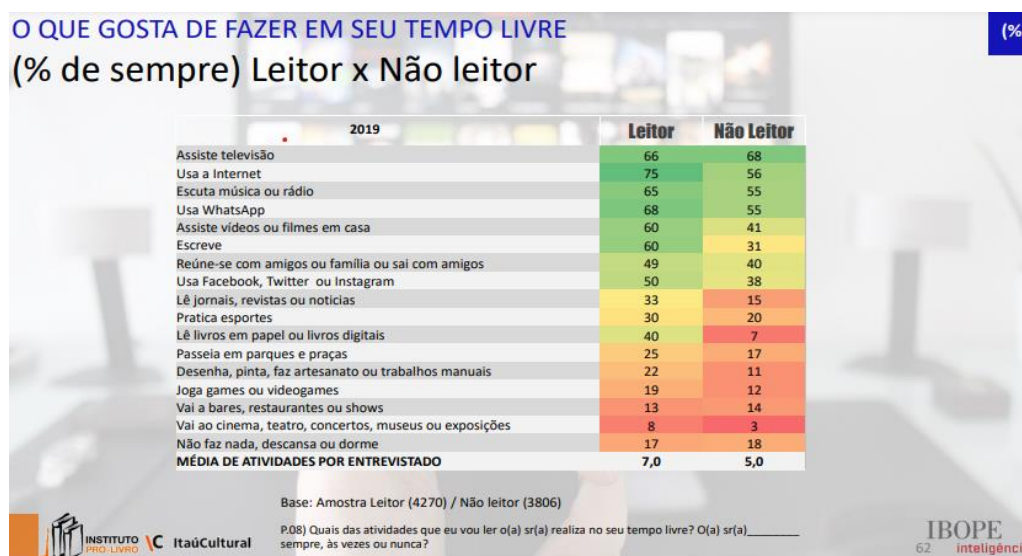 O QUE GOSTA DE FAZER EM SEU TEMPO LIVRE
(%
(% de sempre) Leitor x Não leitor
2019 Leitor Não Leitor
Assiste televisão 66 68
Usa a Internet 75 56
Escuta música ou rádio 65 55
Usa WhatsApp 68 55
Assiste vídeos ou filmes em casa 60 41
Escreve 60 31
Reúne-se com amigos ou família ou sai com amigos 49 40
Usa Facebook, Twitter ou Instagram 50 38
Lê jornais, revistas ou noticias 33 15
Pratica esportes 30 20
Lê livros em papel ou livros digitais 40 7
Passeia em parques e praças 25 17
Desenha, pinta, faz artesanato ou trabalhos manuais 22 11
Joga games ou videogames 19 12
Vai a bares, restaurantes ou shows 13 14
Vai ao cinema, teatro, concertos, museus ou exposições 8 3
Não faz nada, descansa ou dorme 17 18
MÉDIA DE ATIVIDADES POR ENTREVISTADO 7,0 5,0
Base: Amostra Leitor (4270) / Não leitor (3806)
P.08) Quais das atividades que eu vou ler o(a) sr(a) realiza no seu tempo livre? O(a) sr(a)________
sempre, às vezes ou nunca?
INSTITUTO
PRÓ-LIVRO
ItaúCultural
IBOPE
62 inteligênc